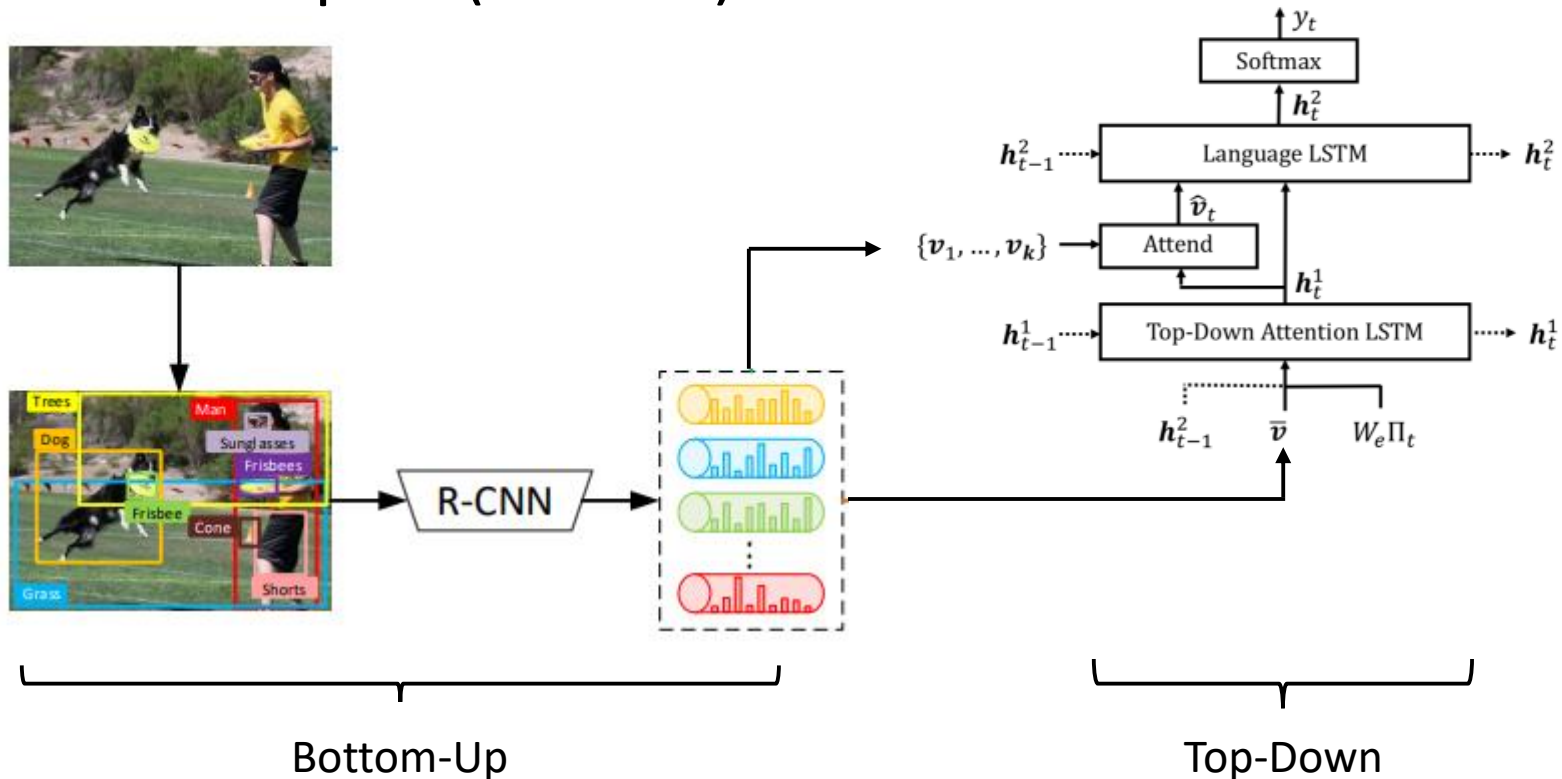 y_t
Softmax
h_t^2
h_{t-1}^2
Language LSTM
h_t^2
v̂_t
{v_1, …, v_k}
Attend
h_t^1
h_{t-1}^1
Top-Down Attention LSTM
h_t^1
h_{t-1}^2
v̄
W_eΠ_t
Trees
Man
Dog
Sunglasses
Frisbees
Frisbee
Cone
Grass
Shorts
R-CNN
Bottom-Up
Top-Down